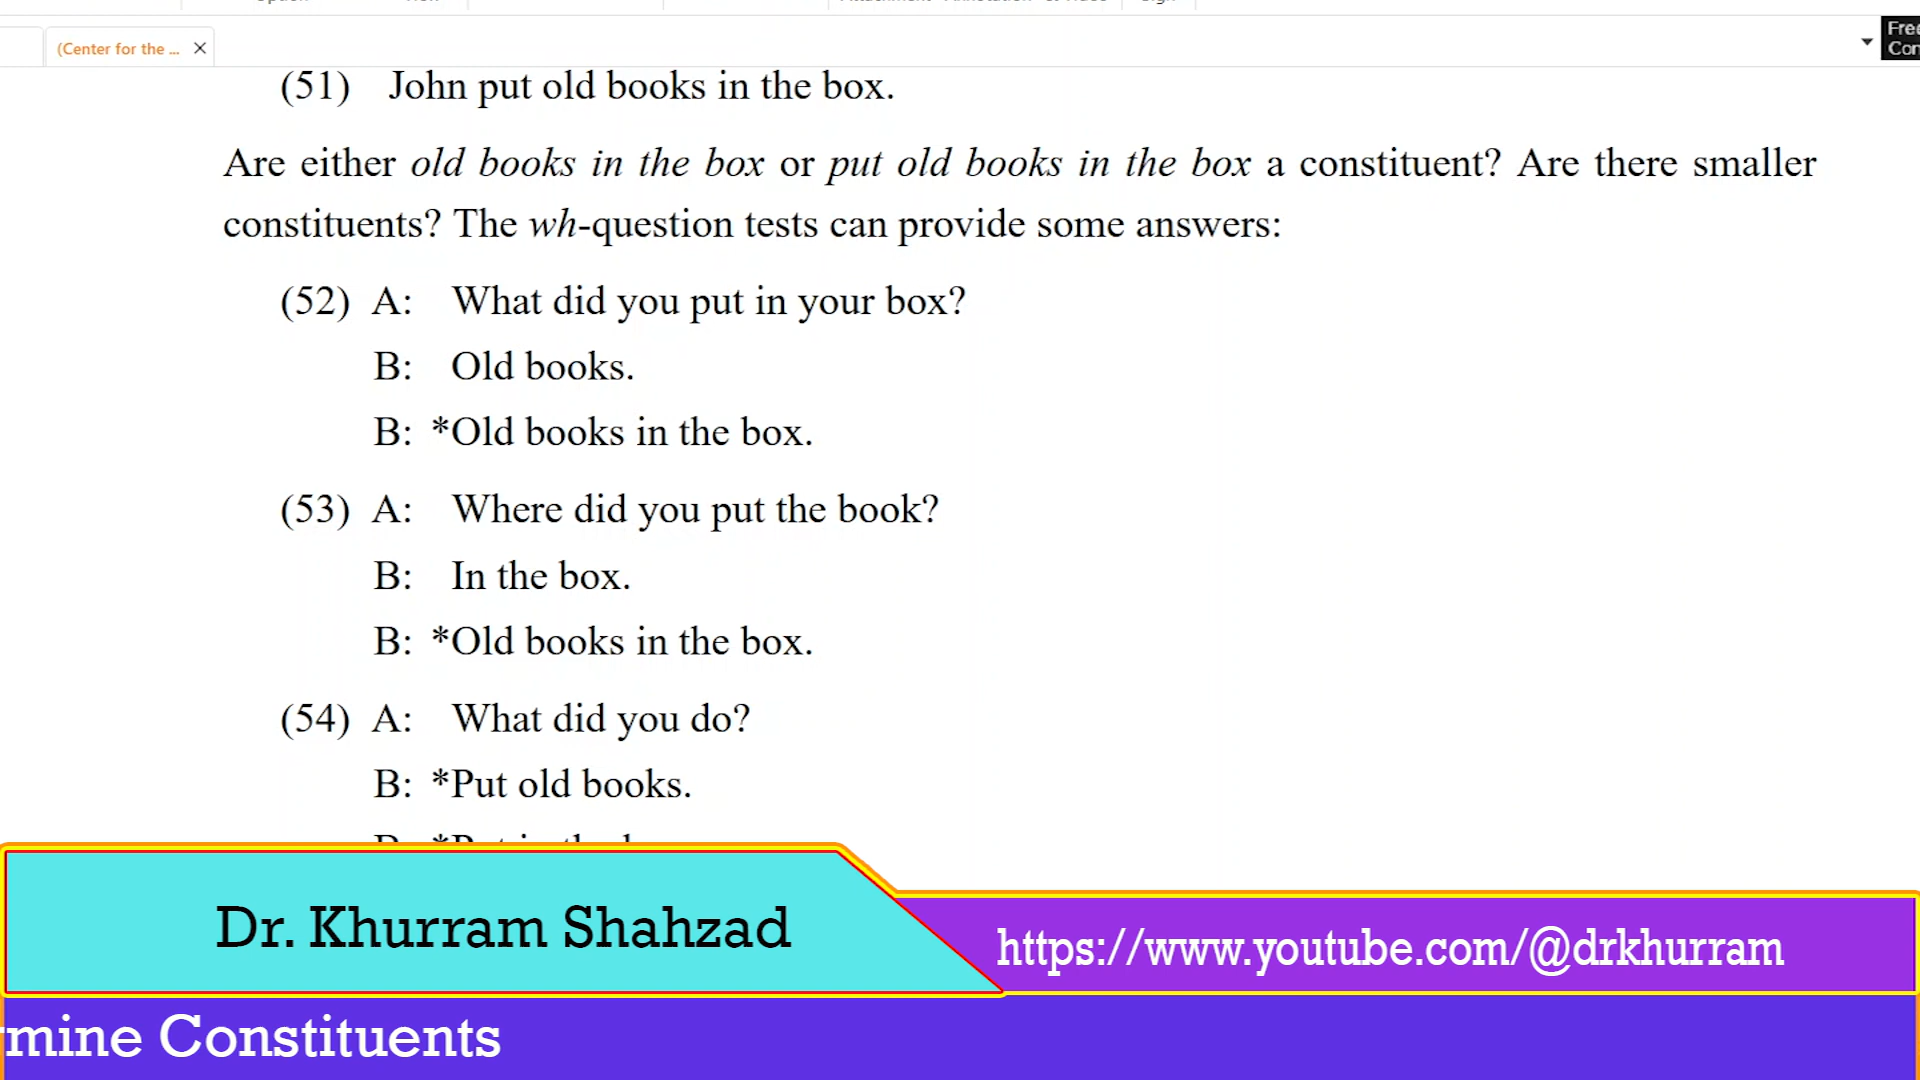 (Center for the ...
Free
Con
(51) John put old books in the box.
Are either old books in the box or put old books in the box a constituent? Are there smaller
constituents? The wh-question tests can provide some answers:
(52) A: What did you put in your box?
B: Old books.
B: *Old books in the box.
(53) A: Where did you put the book?
B: In the box.
B: *Old books in the box.
(54) A: What did you do?
B: *Put old books.
Dr. Khurram Shahzad
https://www.youtube.com/@drkhurram
mine Constituents